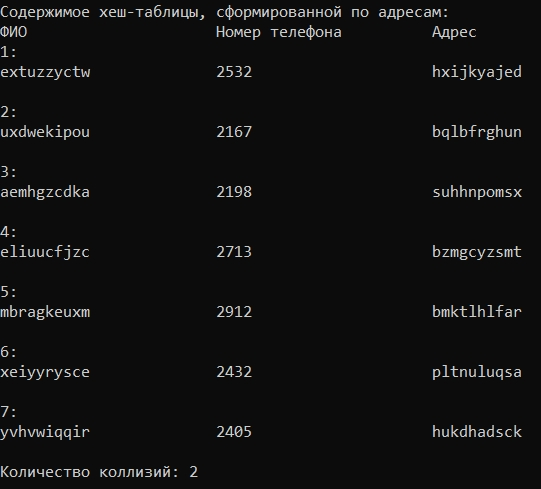 Содержимое хеш-таблицы, сформированной по адресам:
ФИО Номер телефона Адрес
1:
extuzzyctw 2532 hxijkyajed
2:
uxdwekipou 2167 bqlbfrghun
3:
aemhgzcdka 2198 suhhnpomsx
4:
eliuucfjzc 2713 bzmgcyzsmt
5:
mbragkeuxm 2912 bmktlhlfar
6:
xeiyyrysce 2432 pltnuluqsa
7:
yvhvwiqqir 2405 hukdhadsck
Количество коллизий: 2